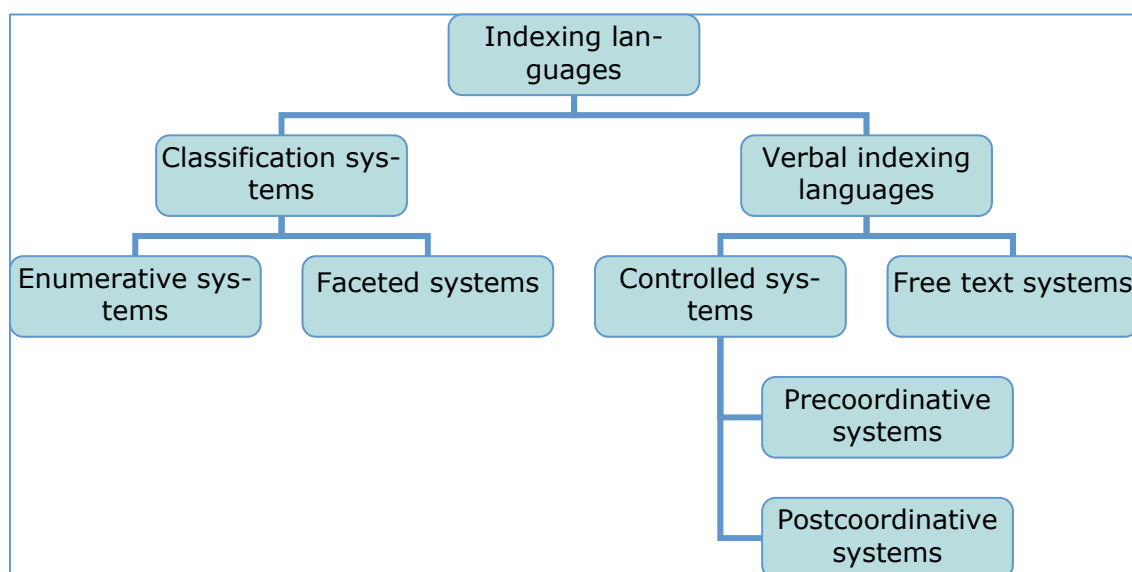 Indexing lan-
guages
Classification sys-
tems
Verbal indexing
languages
Enumerative sys-
tems
Faceted systems
Controlled sys-
tems
Free text systems
Precoordinative
systems
Postcoordinative
systems